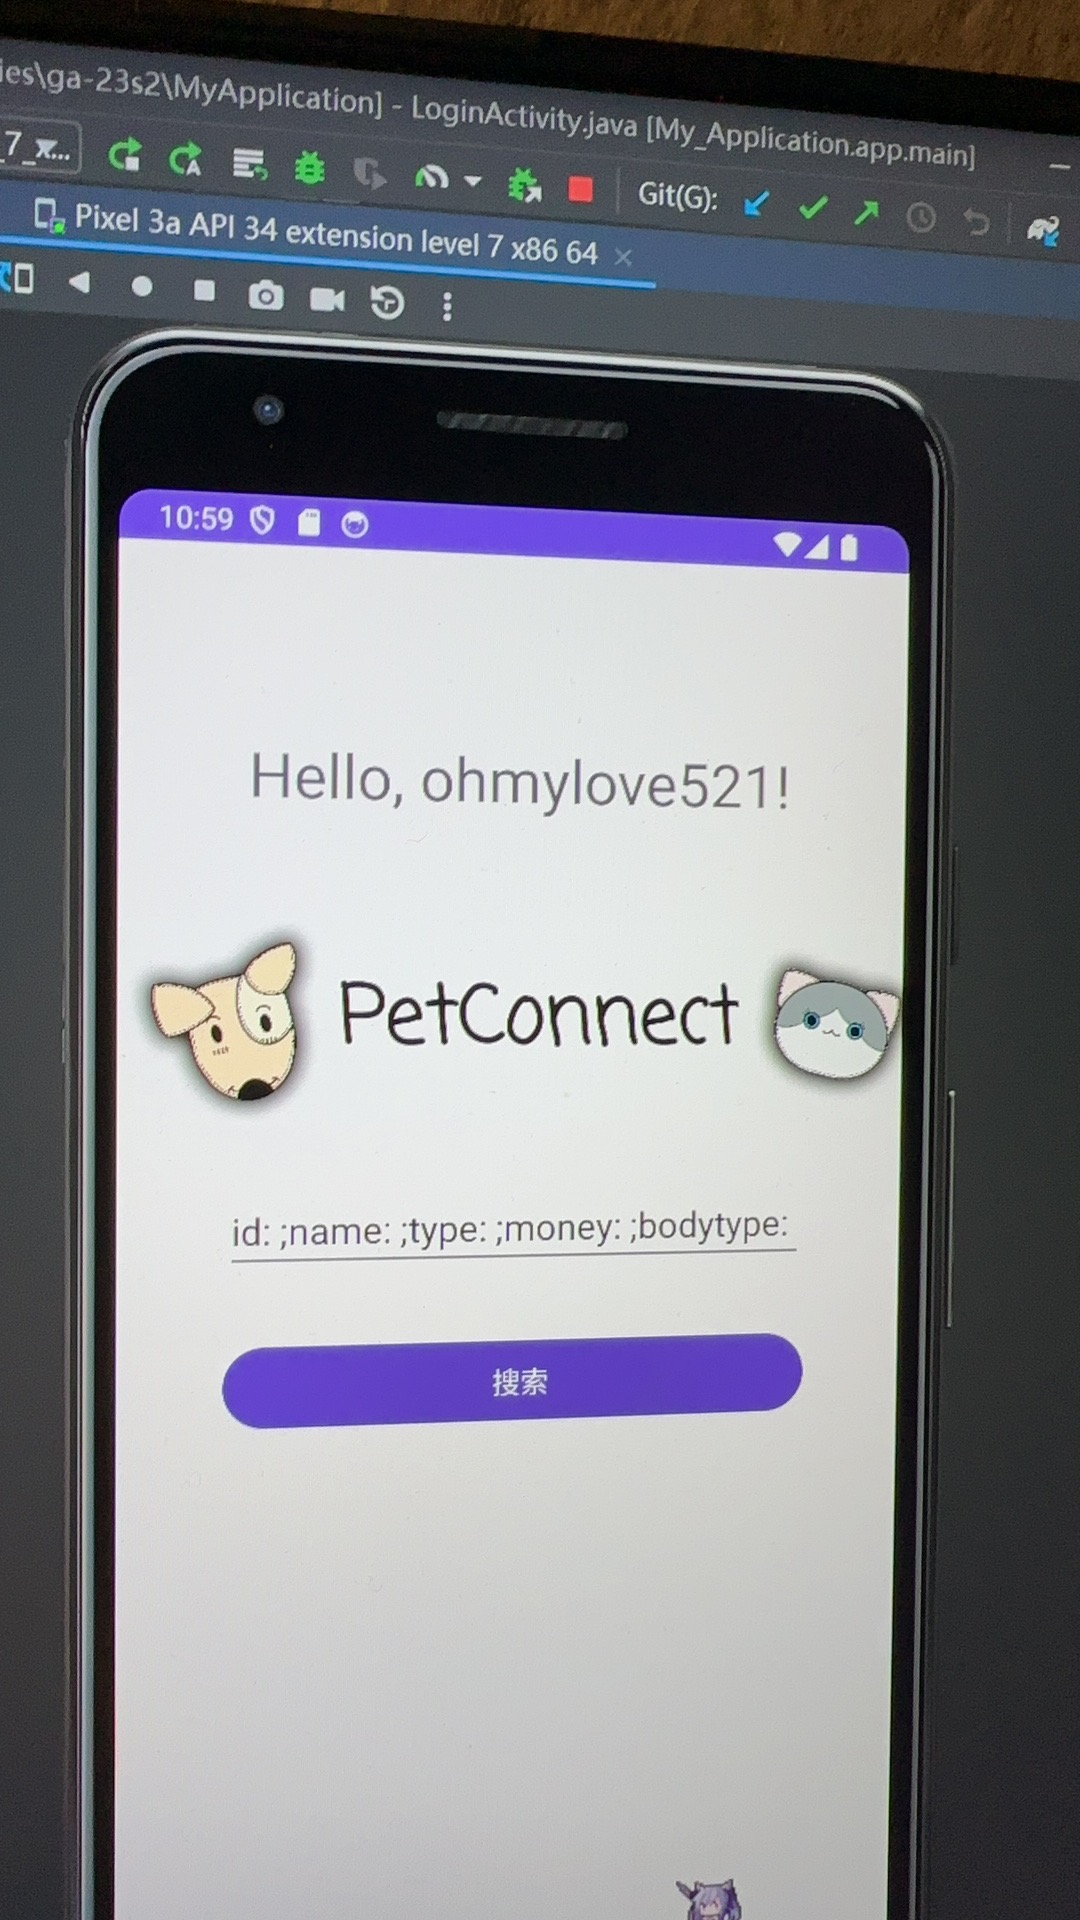 ies\ga-23s2\MyApplication] - LoginActivity.java [My_Application.app.main]
_7_x... Git(G):
Pixel 3a API 34 extension level 7 x86 64
10:59
Hello, ohmylove521!
PetConnect
id: ;name: ;type: ;money: ;bodytype:
搜索